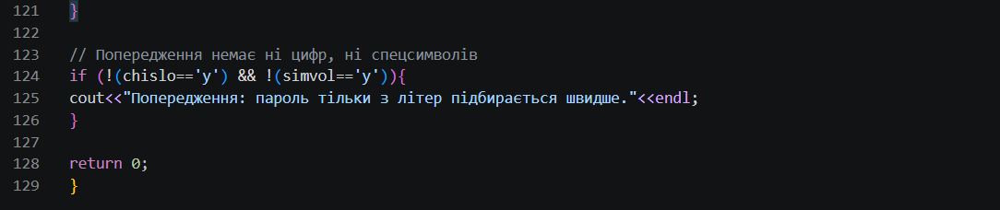 121 }
122
123 // Попередження немає ні цифр, ні спецсимволів
124 if (!(chislo=='y') && !(simvol=='y')){
125 cout<<"Попередження: пароль тільки з літер підбирається швидше."<<endl;
126 }
127
128 return 0;
129 }